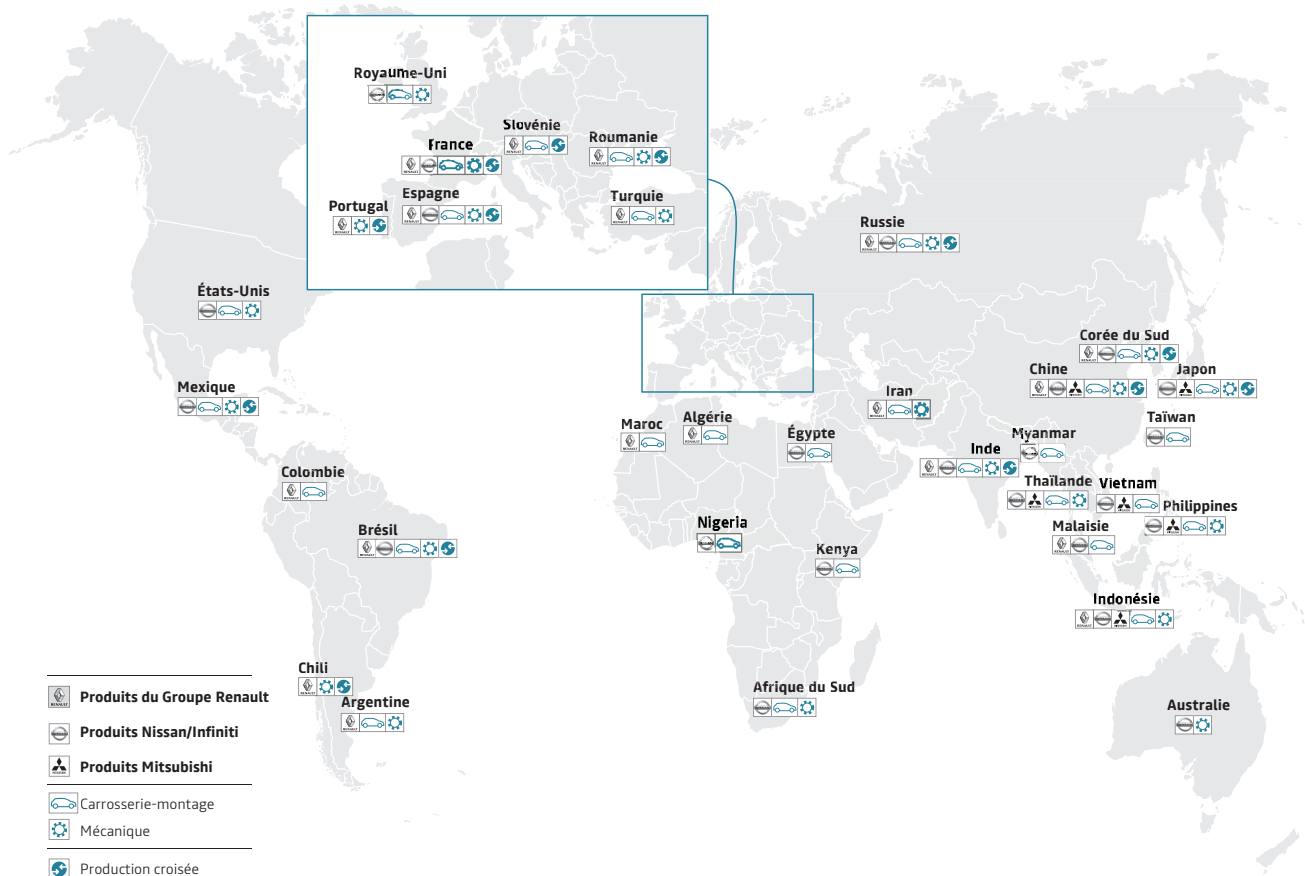 Royaume-Uni
Slovénie
Roumanie
France
Espagne
Portugal
Turquie
Russie
États-Unis
Corée du Sud
Chine
Japon
Mexique
Iran
Maroc
Algérie
Égypte
Taïwan
Inde
Myanmar
Colombie
Thaïlande
Vietnam
Philippines
Brésil
Nigeria
Malaisie
Kenya
Indonésie
Chili
Argentine
Afrique du Sud
Australie
Produits du Groupe Renault
Produits Nissan/Infiniti
Produits Mitsubishi
Carrosserie-montage
Mécanique
Production croisée